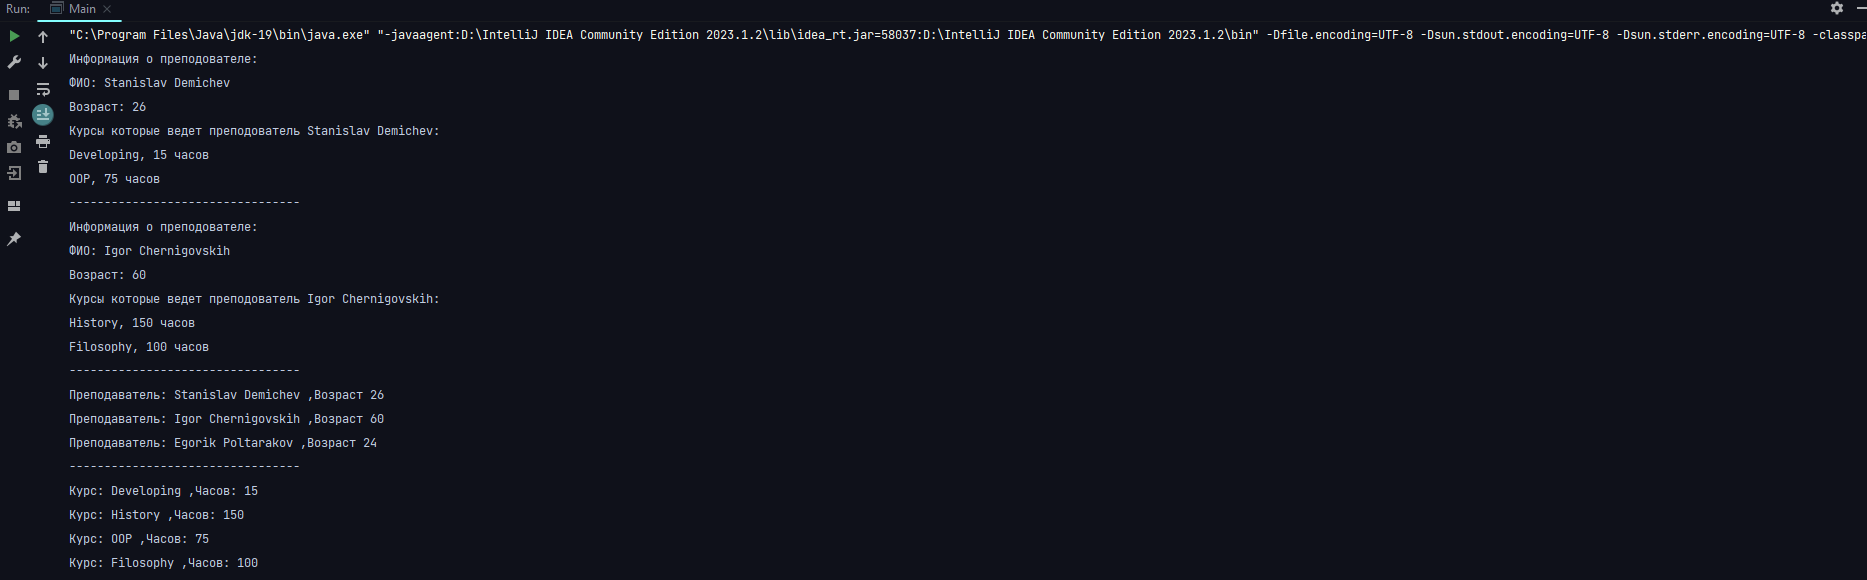 Run: Main
"C:\Program Files\Java\jdk-19\bin\java.exe" "-javaagent:D:\IntelliJ IDEA Community Edition 2023.1.2\lib\idea_rt.jar=58037:D:\IntelliJ IDEA Community Edition 2023.1.2\bin" -Dfile.encoding=UTF-8 -Dsun.stdout.encoding=UTF-8 -Dsun.stderr.encoding=UTF-8 -classpa
Информация о преподователе:
ФИО: Stanislav Demichev
Возраст: 26
Курсы которые ведет преподователь Stanislav Demichev:
Developing, 15 часов
OOP, 75 часов
---------------------------------
Информация о преподователе:
ФИО: Igor Chernigovskih
Возраст: 60
Курсы которые ведет преподователь Igor Chernigovskih:
History, 150 часов
Filosophy, 100 часов
---------------------------------
Преподаватель: Stanislav Demichev ,Возраст 26
Преподаватель: Igor Chernigovskih ,Возраст 60
Преподаватель: Egorik Poltarakov ,Возраст 24
---------------------------------
Курс: Developing ,Часов: 15
Курс: History ,Часов: 150
Курс: OOP ,Часов: 75
Курс: Filosophy ,Часов: 100